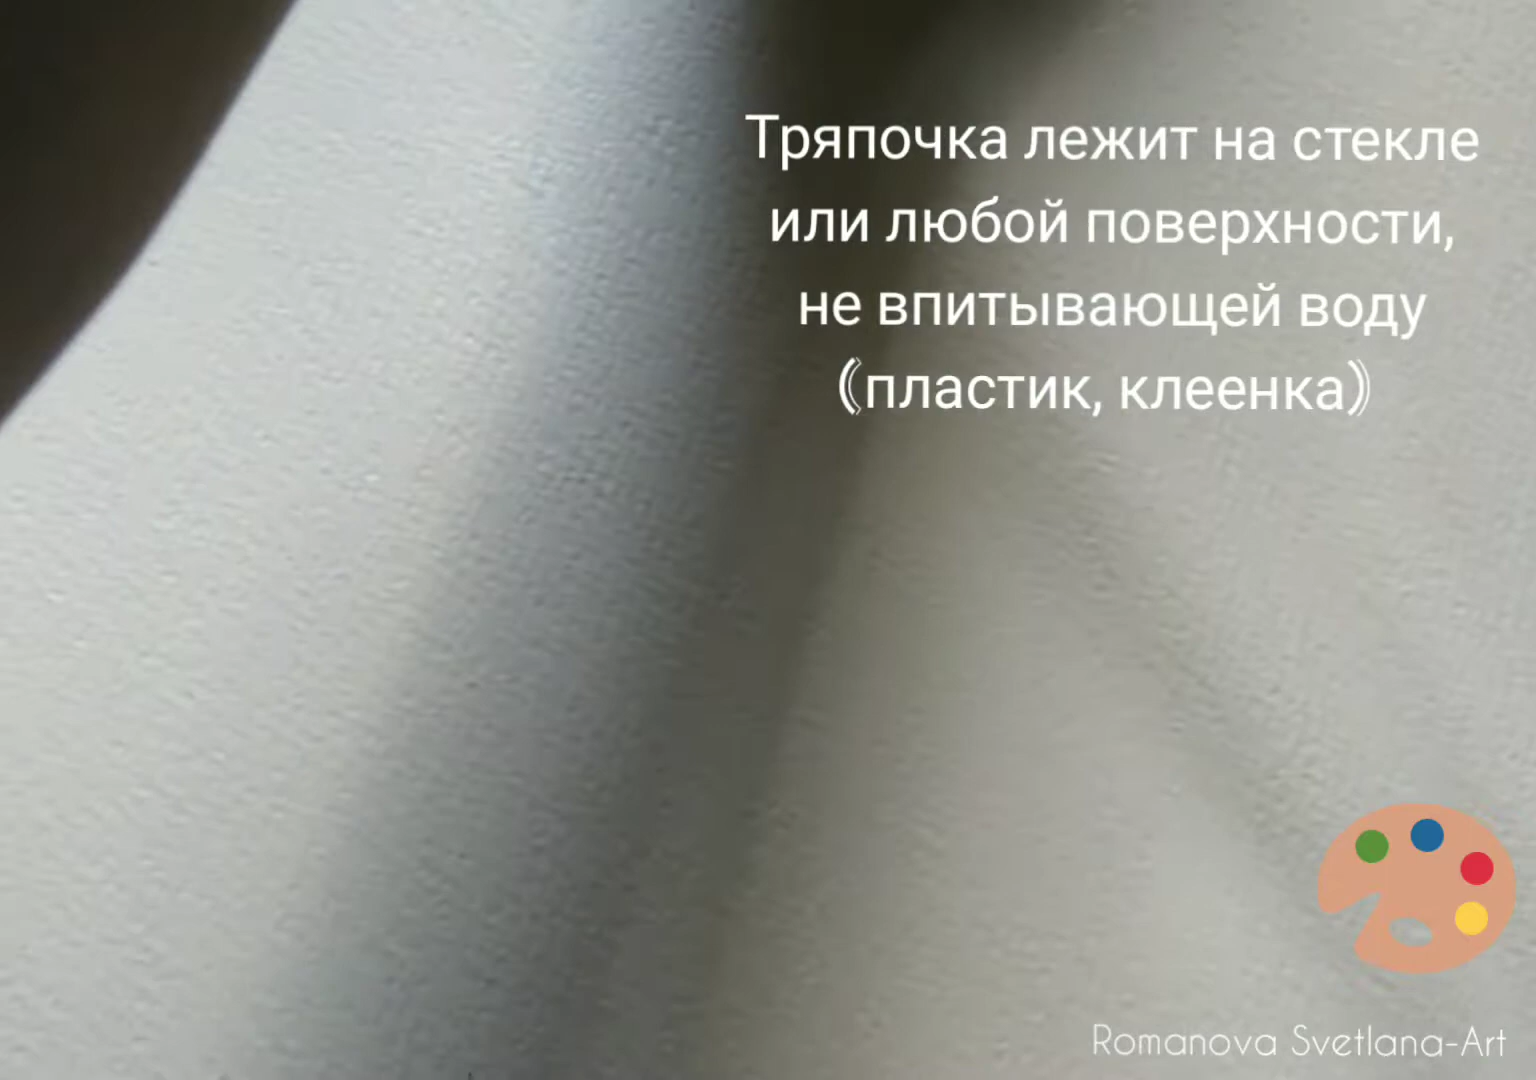 Тряпочка лежит на стекле
или любой поверхности,
не впитывающей воду
(пластик, клеенка)
Romanova Svetlana-Art